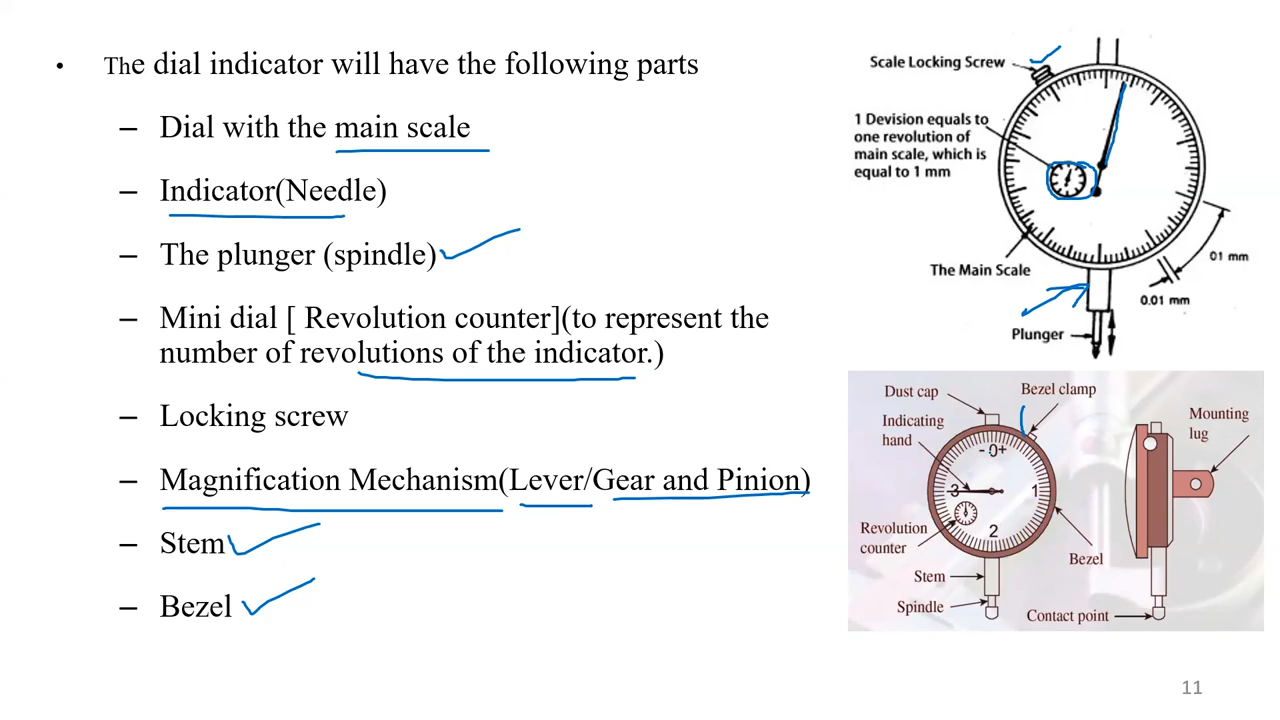 • The dial indicator will have the following parts
– Dial with the main scale
– Indicator(Needle)
– The plunger (spindle)
– Mini dial [ Revolution counter](to represent the
number of revolutions of the indicator.)
– Locking screw
– Magnification Mechanism(Lever/Gear and Pinion)
– Stem
– Bezel
Scale Locking Screw
1 Devision equals to
one revolution of
main scale, which is
equal to 1 mm
The Main Scale
01 mm
0.01 mm
Plunger
Dust cap
Bezel clamp
Indicating
hand
Mounting
lug
- 0+
3
1
2
Revolution
counter
Bezel
Stem
Spindle
Contact point
11